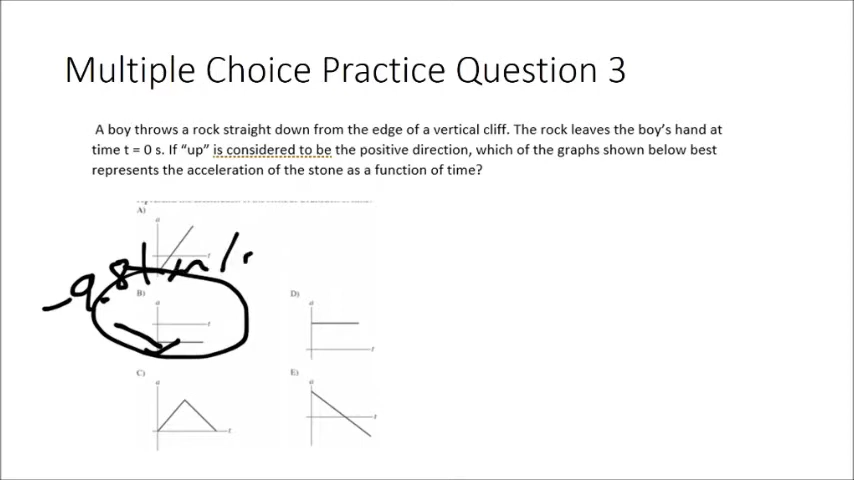 Multiple Choice Practice Question 3
A boy throws a rock straight down from the edge of a vertical cliff. The rock leaves the boy's hand at
time t = 0 s. If "up" is considered to be the positive direction, which of the graphs shown below best
represents the acceleration of the stone as a function of time?
A)
a
t
-9.81 m/s
B)
a
t
D)
a
t
C)
a
t
E)
a
t